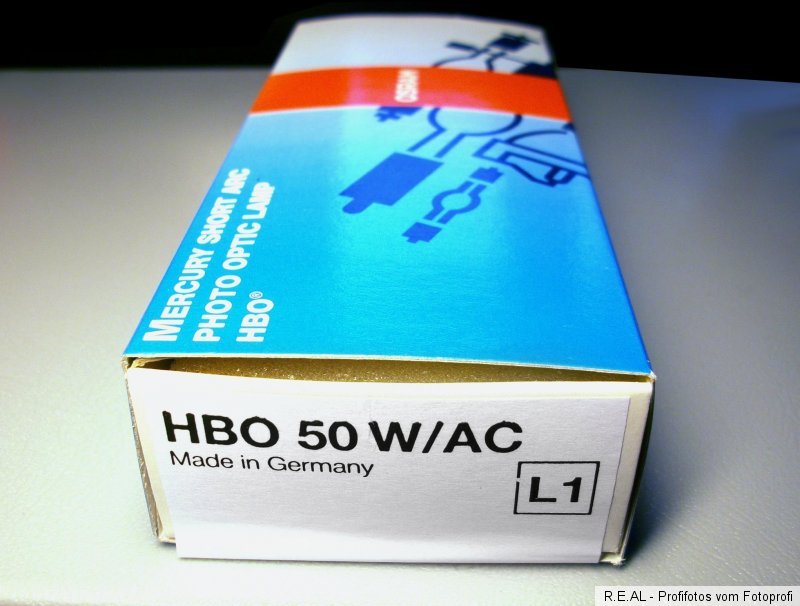 OSRAM
MERCURY SHORT ARC
PHOTO OPTIC LAMP
HBO®
HBO 50 W/AC
Made in Germany
L1
R.E.AL - Profifotos vom Fotoprofi